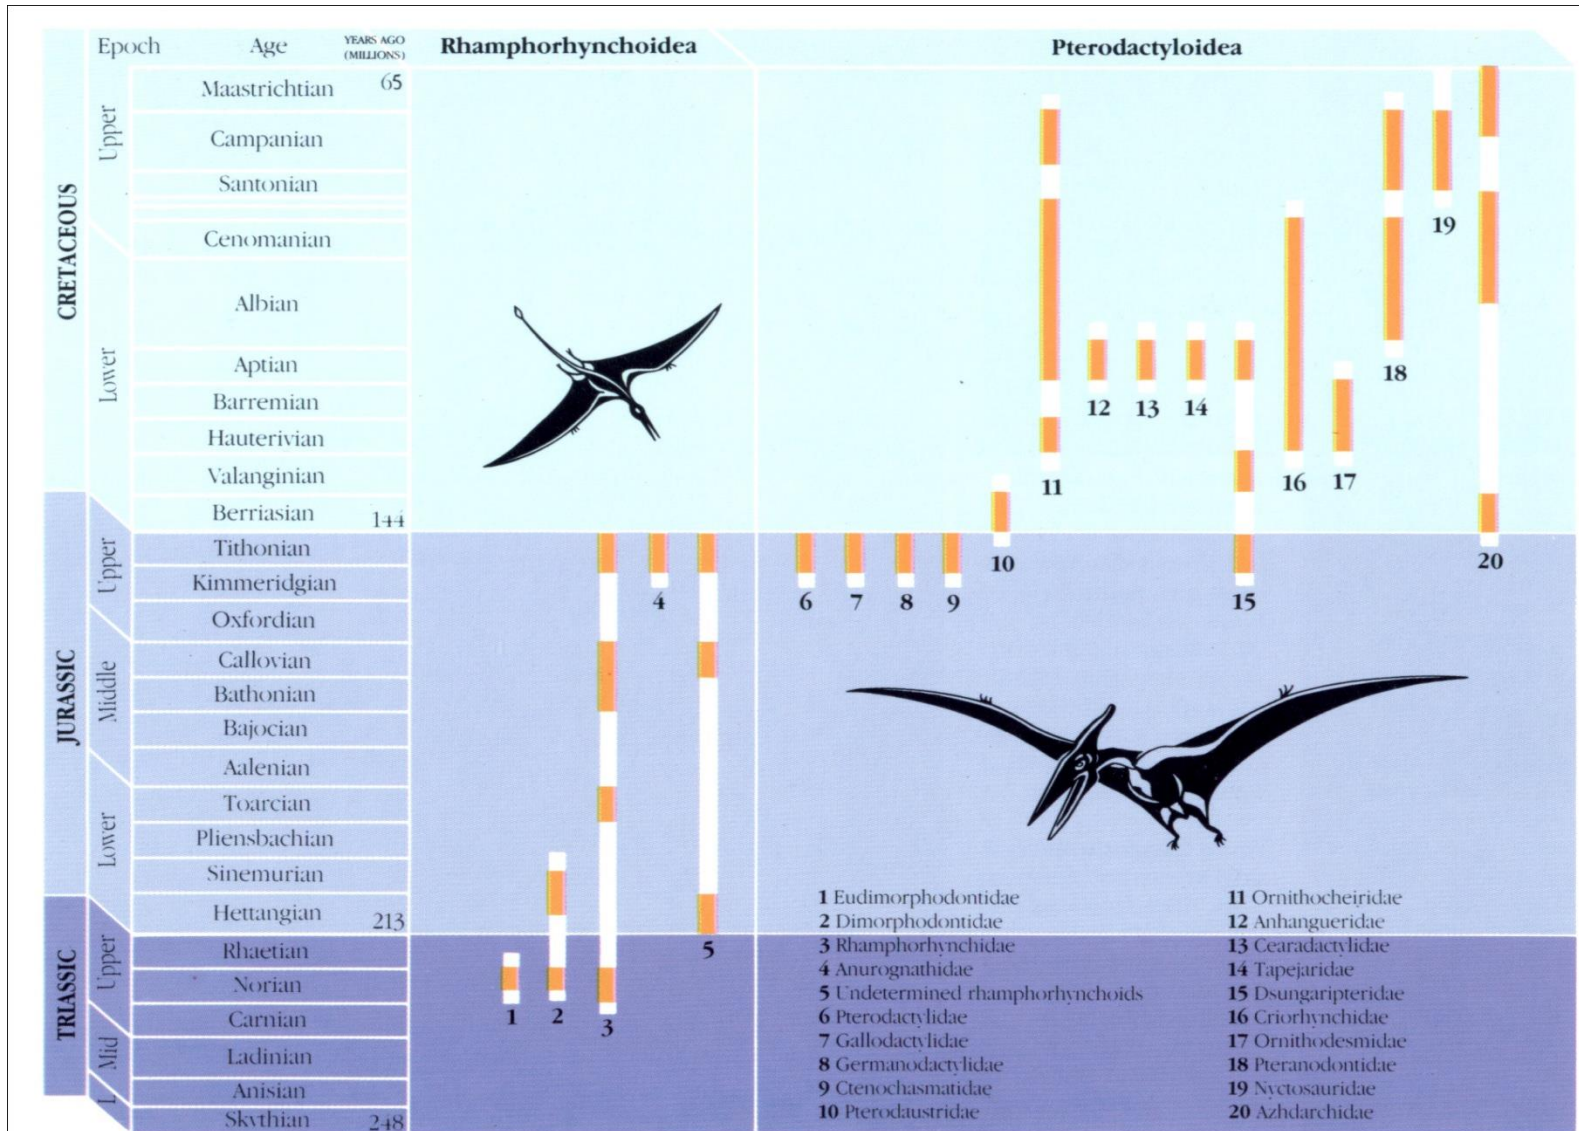 Epoch Age YEARS AGO (MILLIONS) Rhamphorhynchoidea Pterodactyloidea
CRETACEOUS
Upper
Maastrichtian 65
Campanian
Santonian
Cenomanian
Lower
Albian
Aptian
Barremian
Hauterivian
Valanginian
Berriasian 144
JURASSIC
Upper
Tithonian
Kimmeridgian
Oxfordian
Middle
Callovian
Bathonian
Bajocian
Aalenian
Lower
Toarcian
Pliensbachian
Sinemurian
Hettangian 213
TRIASSIC
Upper
Rhaetian
Norian
Carnian
Mid
Ladinian
L
Anisian
Skythian 248
19
18
12 13 14
11 16 17
10 20
4 6 7 8 9 15
5
1 2 3
1 Eudimorphodontidae
2 Dimorphodontidae
3 Rhamphorhynchidae
4 Anurognathidae
5 Undetermined rhamphorhynchoids
6 Pterodactylidae
7 Gallodactylidae
8 Germanodactylidae
9 Ctenochasmatidae
10 Pterodaustridae
11 Ornithocheiridae
12 Anhangueridae
13 Cearadactylidae
14 Tapejaridae
15 Dsungaripteridae
16 Criorhynchidae
17 Ornithodesmidae
18 Pteranodontidae
19 Nyctosauridae
20 Azhdarchidae